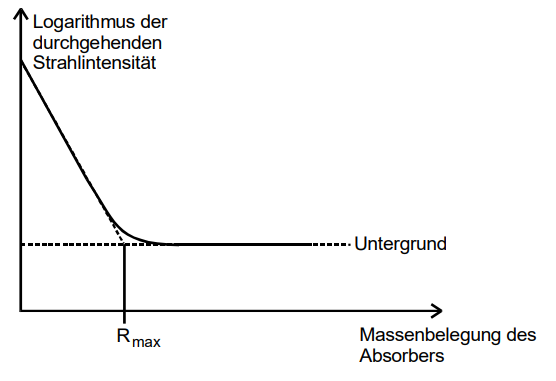 Logarithmus der
durchgehenden
Strahlintensität
Untergrund
Rmax
Massenbelegung des
Absorbers